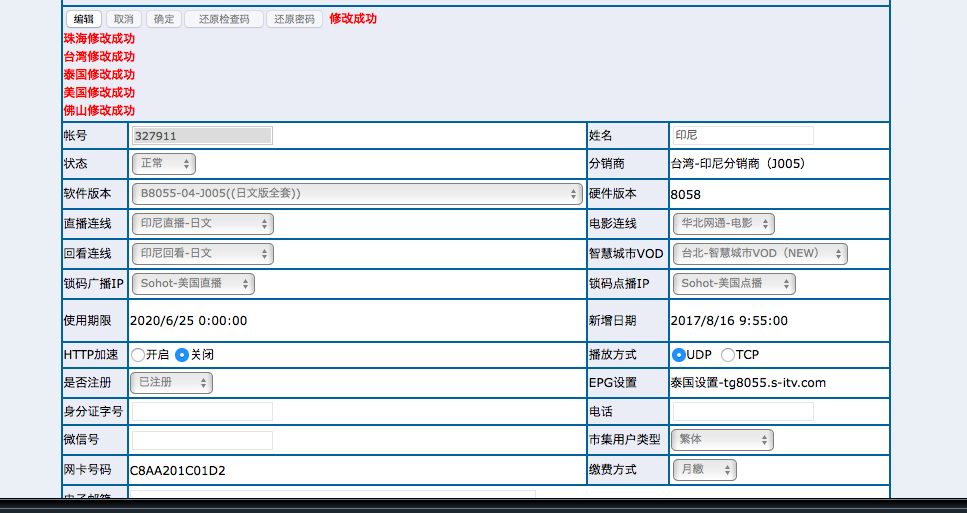 编辑 取消 确定 还原检查码 还原密码 修改成功
珠海修改成功
台湾修改成功
泰国修改成功
美国修改成功
佛山修改成功
帐号 327911 姓名 印尼
状态 正常 分销商 台湾-印尼分销商（J005）
软件版本 B8055-04-J005((日文版全套)) 硬件版本 8058
直播连线 印尼直播-日文 电影连线 华北网通-电影
回看连线 印尼回看-日文 智慧城市VOD 台北-智慧城市VOD（NEW）
锁码广播IP Sohot-美国直播 锁码点播IP Sohot-美国点播
使用期限 2020/6/25 0:00:00 新增日期 2017/8/16 9:55:00
HTTP加速 开启 关闭 播放方式 UDP TCP
是否注册 已注册 EPG设置 泰国设置-tg8055.s-itv.com
身分证字号 电话
微信号 市集用户类型 繁体
网卡号码 C8AA201C01D2 缴费方式 月繳
电子邮箱